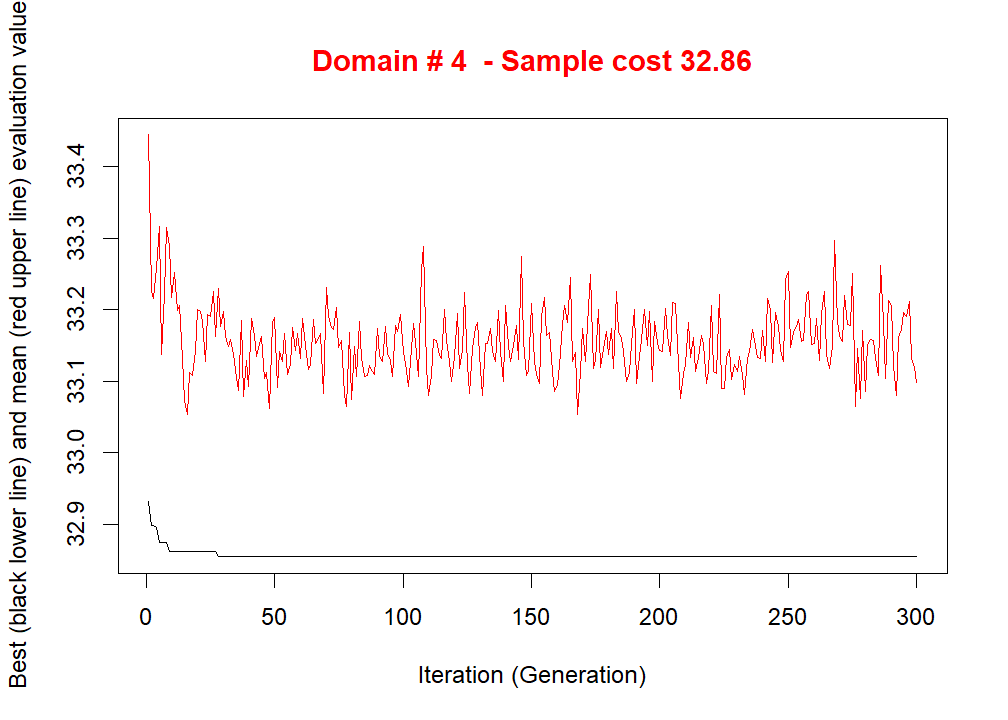 Domain # 4  - Sample cost 32.86
Best (black lower line) and mean (red upper line) evaluation value
33.4
33.3
33.2
33.1
33.0
32.9
0 50 100 150 200 250 300
Iteration (Generation)